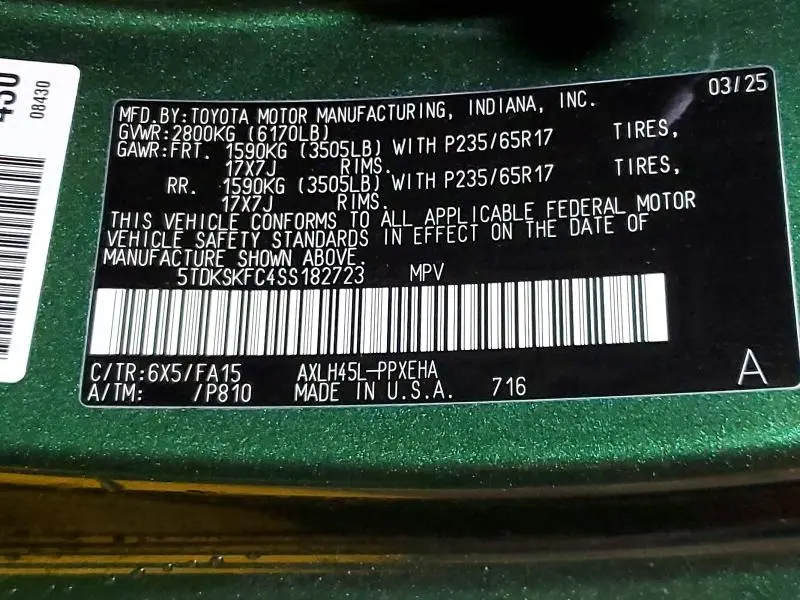 430
08430
03/25
MFD.BY:TOYOTA MOTOR MANUFACTURING, INDIANA, INC.
GVWR:2800KG (6170LB)
GAWR:FRT. 1590KG (3505LB) WITH P235/65R17 TIRES,
17X7J RIMS.
RR. 1590KG (3505LB) WITH P235/65R17 TIRES,
17X7J RIMS.
THIS VEHICLE CONFORMS TO ALL APPLICABLE FEDERAL MOTOR
VEHICLE SAFETY STANDARDS IN EFFECT ON THE DATE OF
MANUFACTURE SHOWN ABOVE.
5TDKSKFC4SS182723 MPV
C/TR:6X5/FA15 AXLH45L-PPXEHA
A/TM: /P810 MADE IN U.S.A. 716
A